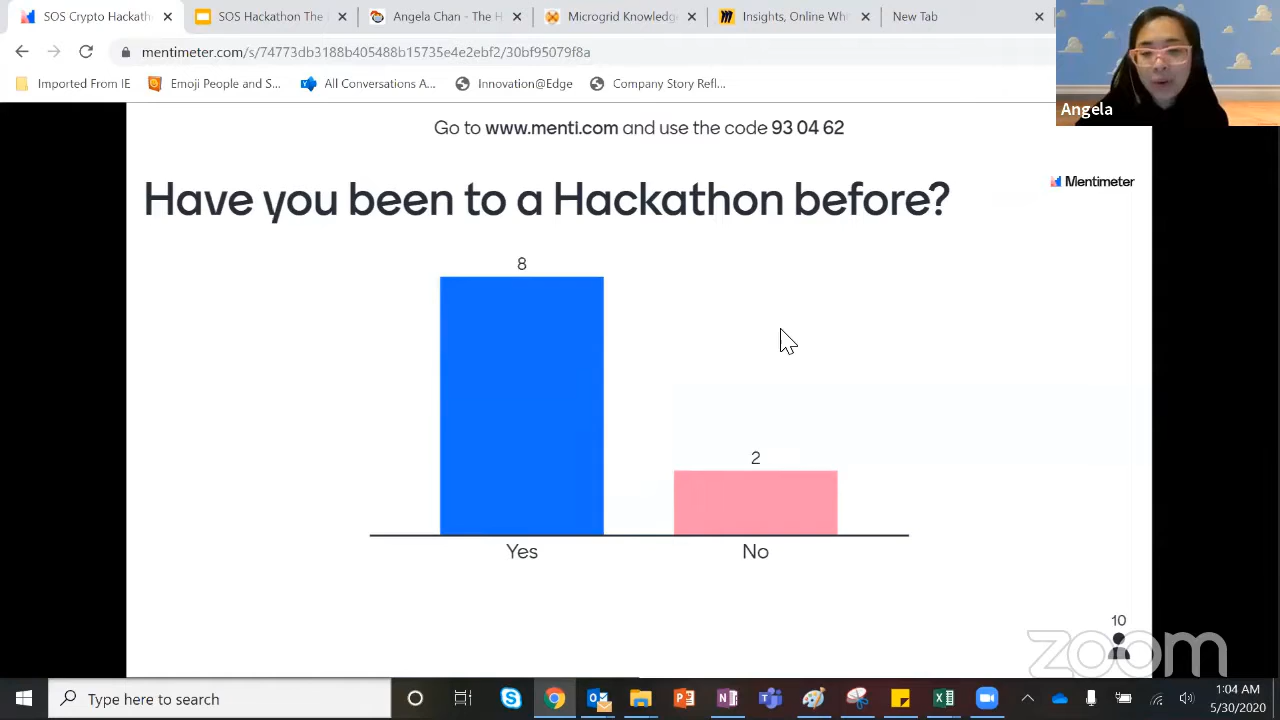 SOS Crypto Hackath
SOS Hackathon The
Angela Chan - The H
Microgrid Knowledg
Insights, Online Wh
New Tab
mentimeter.com/s/74773db3188b405488b15735e4e2ebf2/30bf95079f8a
Imported From IE
Emoji People and S...
All Conversations A...
Innovation@Edge
Company Story Refl...
Angela
Go to www.menti.com and use the code 93 04 62
Mentimeter
Have you been to a Hackathon before?
8
2
Yes
No
10
zoom
Type here to search
1:04 AM
5/30/2020